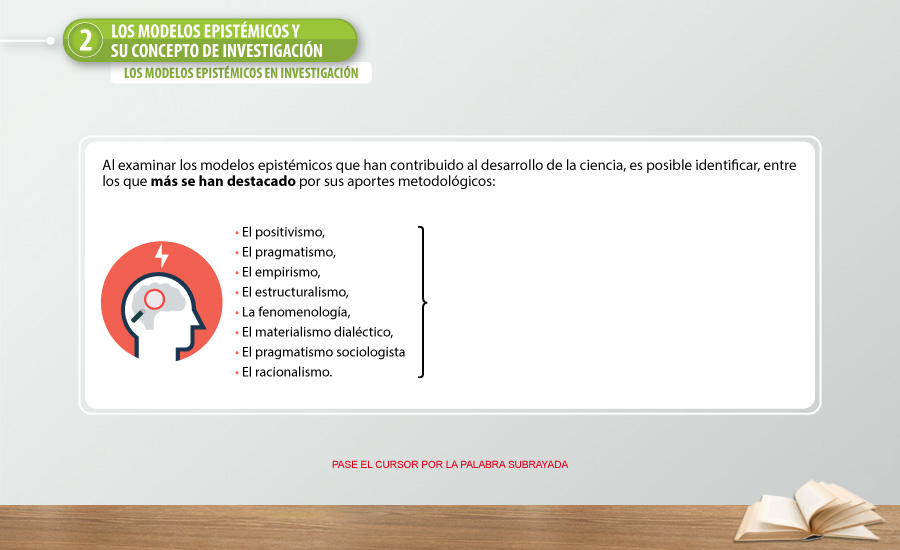 2
LOS MODELOS EPISTÉMICOS Y
SU CONCEPTO DE INVESTIGACIÓN
LOS MODELOS EPISTÉMICOS EN INVESTIGACIÓN
Al examinar los modelos epistémicos que han contribuido al desarrollo de la ciencia, es posible identificar, entre
los que más se han destacado por sus aportes metodológicos:
• El positivismo,
• El pragmatismo,
• El empirismo,
• El estructuralismo,
• La fenomenología,
• El materialismo dialéctico,
• El pragmatismo sociologista
• El racionalismo.
PASE EL CURSOR POR LA PALABRA SUBRAYADA